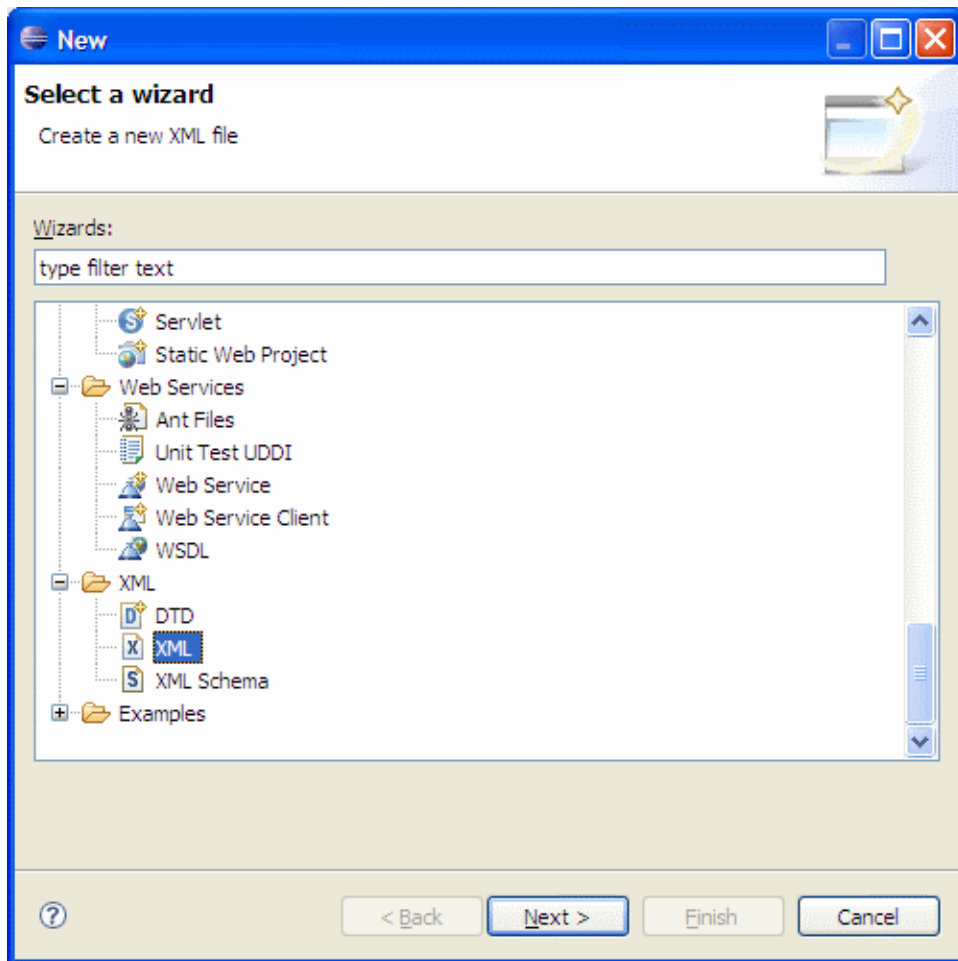 New
Select a wizard
Create a new XML file
Wizards:
type filter text
Servlet
Static Web Project
Web Services
Ant Files
Unit Test UDDI
Web Service
Web Service Client
WSDL
XML
DTD
XML
XML Schema
Examples
< Back Next > Finish Cancel